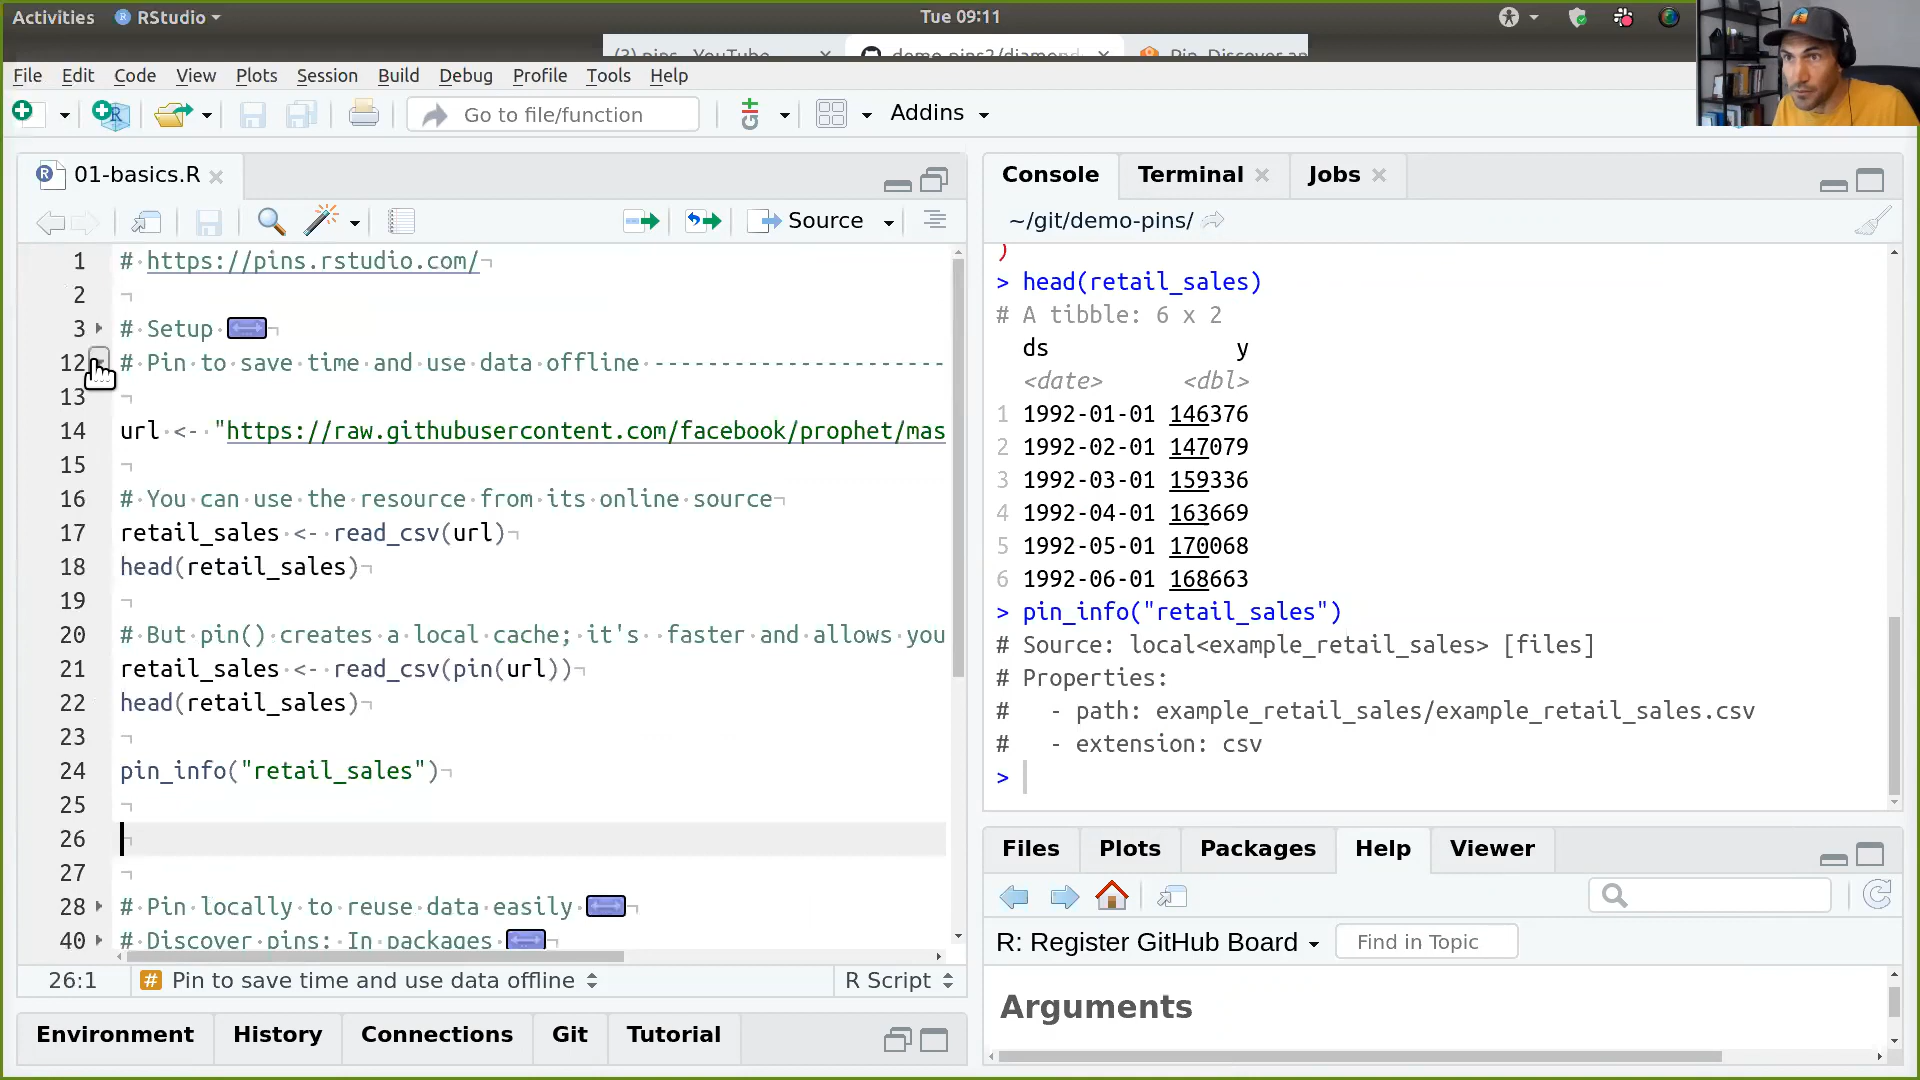 Activities RStudio Tue 09:11
(3) pins - YouTube demo-pins2/diamond Pin, Discover an
File Edit Code View Plots Session Build Debug Profile Tools Help
Go to file/function Addins
01-basics.R
Source
1 # https://pins.rstudio.com/
2
3 # Setup
12 # Pin to save time and use data offline ----------------------
13
14 url <- "https://raw.githubusercontent.com/facebook/prophet/mas
15
16 # You can use the resource from its online source
17 retail_sales <- read_csv(url)
18 head(retail_sales)
19
20 # But pin() creates a local cache; it's  faster and allows you
21 retail_sales <- read_csv(pin(url))
22 head(retail_sales)
23
24 pin_info("retail_sales")
25
26
27
28 # Pin locally to reuse data easily
40 # Discover pins: In packages
26:1 # Pin to save time and use data offline R Script
Environment History Connections Git Tutorial
Console Terminal Jobs
~/git/demo-pins/
)
> head(retail_sales)
# A tibble: 6 x 2
ds y
<date> <dbl>
1 1992-01-01 146376
2 1992-02-01 147079
3 1992-03-01 159336
4 1992-04-01 163669
5 1992-05-01 170068
6 1992-06-01 168663
> pin_info("retail_sales")
# Source: local<example_retail_sales> [files]
# Properties:
#   - path: example_retail_sales/example_retail_sales.csv
#   - extension: csv
>
Files Plots Packages Help Viewer
R: Register GitHub Board Find in Topic
Arguments